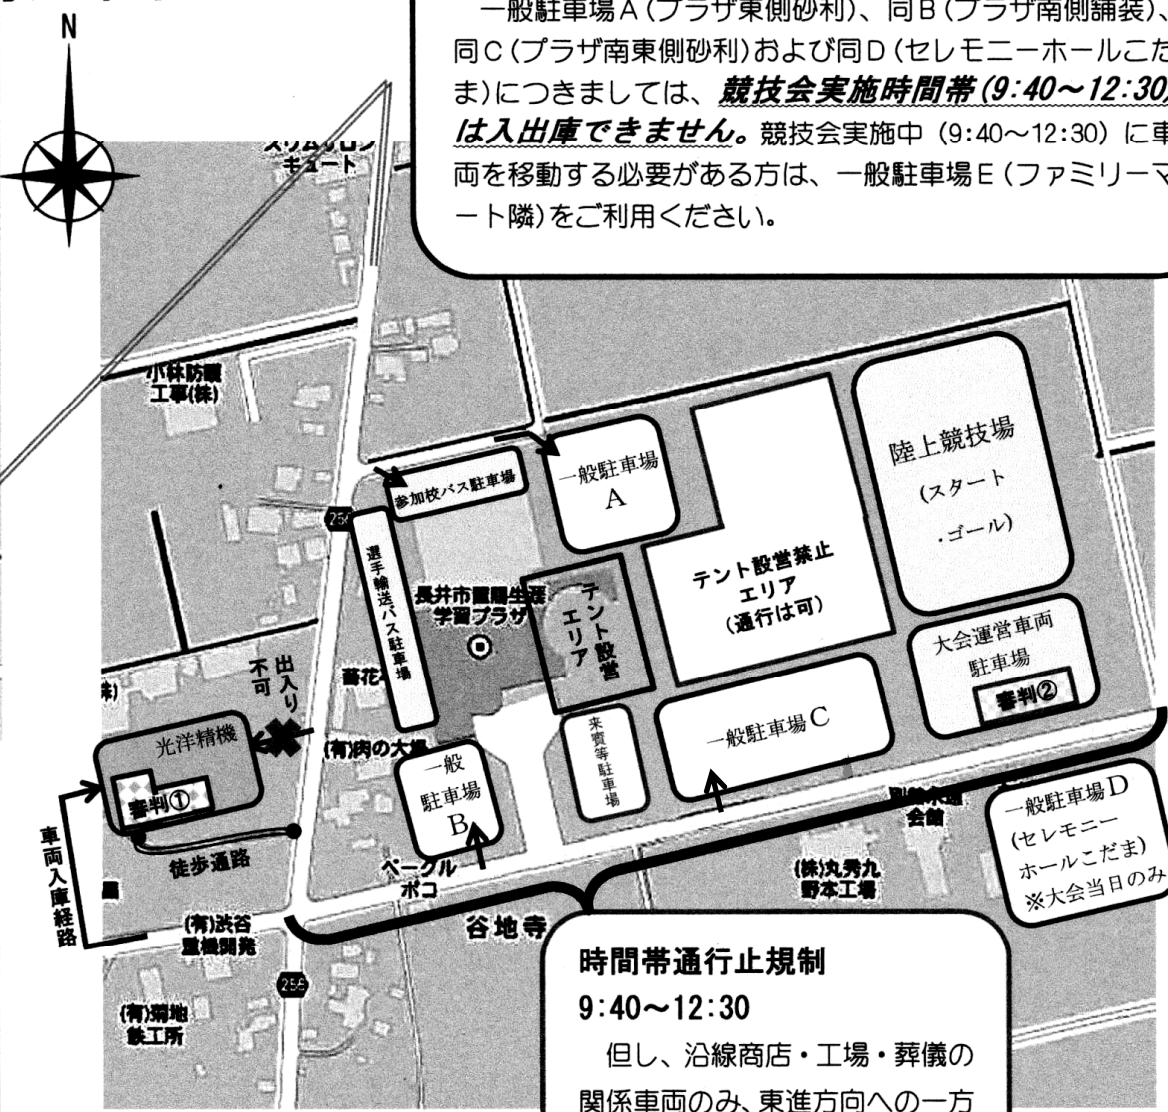 一般駐車場A(プラザ東側砂利)、同B(プラザ南側舗装)、
同C(プラザ南東側砂利)および同D(セレモニーホールこだ
ま)につきましては、競技会実施時間帯(9:40～12:30)
は入出庫できません。競技会実施中(9:40～12:30)に車
両を移動する必要がある方は、一般駐車場E(ファミリーマ
ート隣)をご利用ください。
N
キュート
小林防護
工事(株)
参加校バス駐車場
一般駐車場
A
陸上競技場
(スタート
・ゴール)
256
選手輸送バス駐車場
長井市置賜生涯
学習プラザ
テント設営
エリア
テント設営禁止
エリア
(通行は可)
大会運営車両
駐車場
審判②
出入り
不可
光洋精機
審判①
(有)肉の大場
一般
駐車場
B
来賓等駐車場
一般駐車場C
会館
一般駐車場D
(セレモニー
ホールこだま)
※大会当日のみ
車両入庫経路
徒歩通路
ベーグル
ポコ
(株)丸秀九
野本工場
(有)渋谷
重機開発
谷地寺
256
(有)菊地
鉄工所
時間帯通行止規制
9:40～12:30
但し、沿線商店・工場・葬儀の
関係車両のみ、東進方向への一方